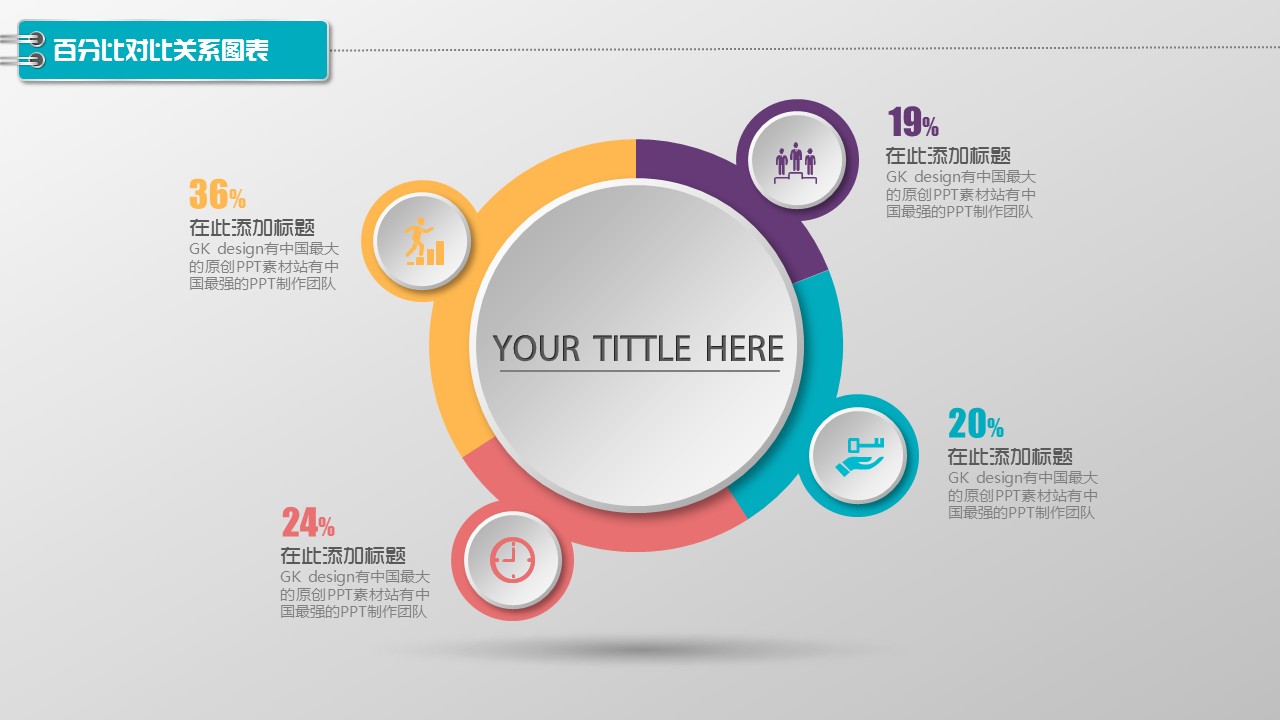 百分比对比关系图表
19%
在此添加标题
GK design有中国最大
的原创PPT素材站有中
国最强的PPT制作团队
36%
在此添加标题
GK design有中国最大
的原创PPT素材站有中
国最强的PPT制作团队
YOUR TITTLE HERE
20%
在此添加标题
GK design有中国最大
的原创PPT素材站有中
国最强的PPT制作团队
24%
在此添加标题
GK design有中国最大
的原创PPT素材站有中
国最强的PPT制作团队